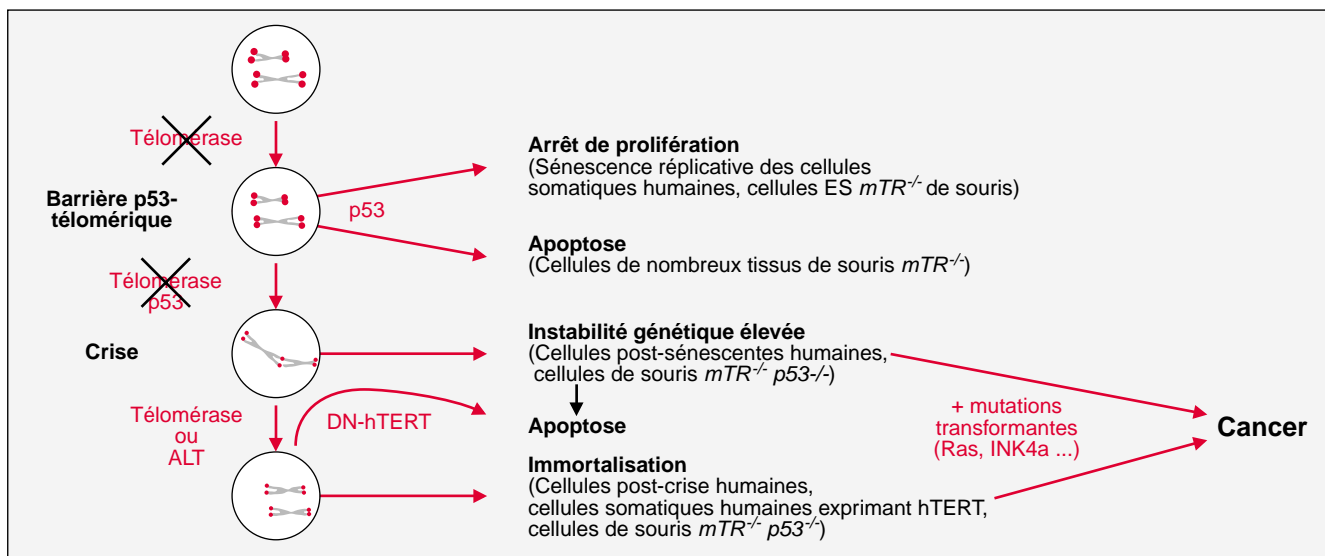 Télomérase
Arrêt de prolifération
(Sénescence réplicative des cellules
somatiques humaines, cellules ES mTR-/- de souris)
Barrière p53-
télomérique
p53
Apoptose
(Cellules de nombreux tissus de souris mTR-/-)
Télomérase
p53
Crise
Instabilité génétique élevée
(Cellules post-sénescentes humaines,
cellules de souris mTR-/- p53-/-)
Télomérase
ou
ALT
DN-hTERT
Apoptose
+ mutations
transformantes
(Ras, INK4a ...)
Cancer
Immortalisation
(Cellules post-crise humaines,
cellules somatiques humaines exprimant hTERT,
cellules de souris mTR-/- p53-/-)